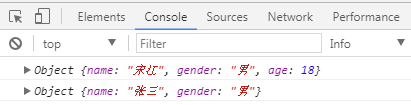 Elements Console Sources Network Performance
top Filter Info
Object {name: "宋江", gender: "男", age: 18}
Object {name: "张三", gender: "男"}